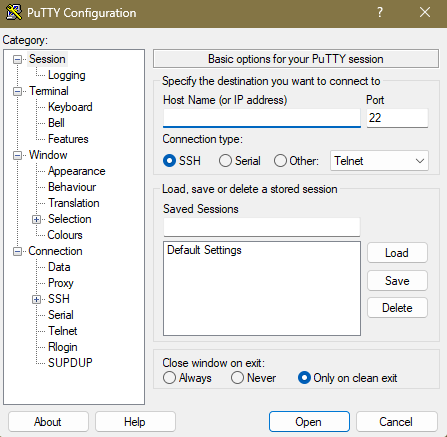 PuTTY Configuration
?
Category:
Session
Logging
Terminal
Keyboard
Bell
Features
Window
Appearance
Behaviour
Translation
Selection
Colours
Connection
Data
Proxy
SSH
Serial
Telnet
Rlogin
SUPDUP
Basic options for your PuTTY session
Specify the destination you want to connect to
Host Name (or IP address) Port
22
Connection type:
SSH Serial Other: Telnet
Load, save or delete a stored session
Saved Sessions
Default Settings
Load
Save
Delete
Close window on exit:
Always Never Only on clean exit
About Help Open Cancel